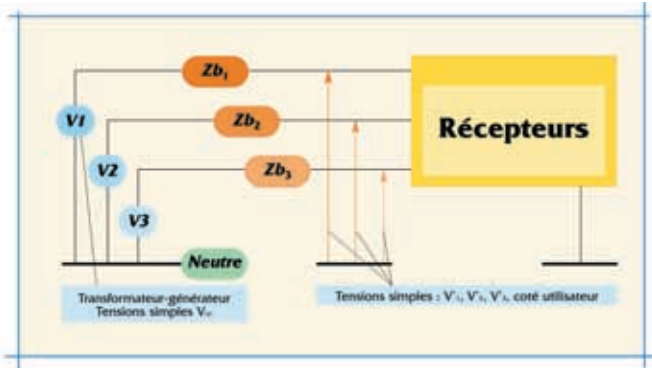 Zb1
V1
Zb2
Récepteurs
V2
Zb3
V3
Neutre
Transformateur-générateur
Tensions simples
Tensions simples : V'1, V'2, V'3, coté utilisateur